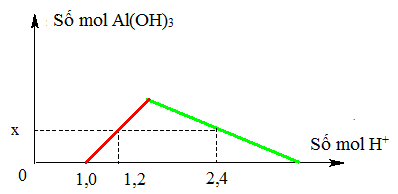 Số mol Al(OH)₃
x
Số mol H⁺
0
1,0
1,2
2,4